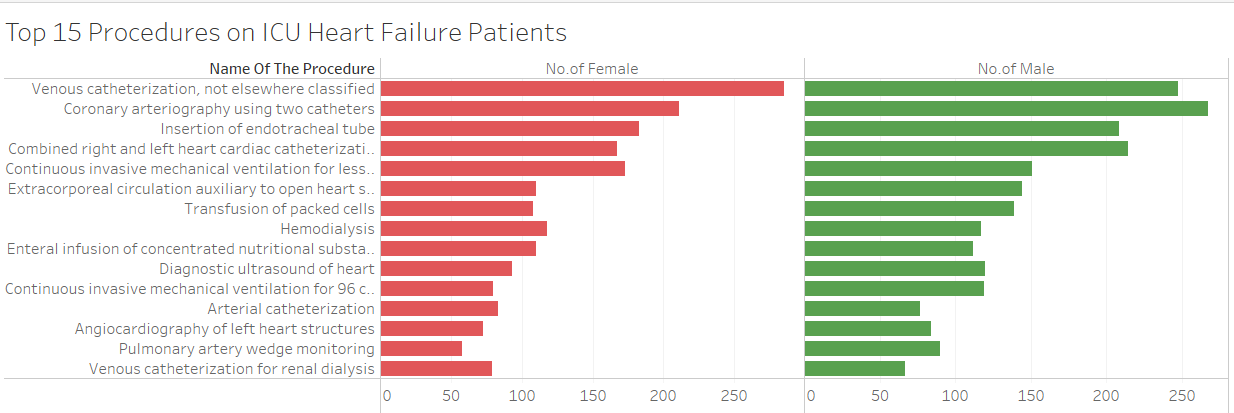 Top 15 Procedures on ICU Heart Failure Patients
Name Of The Procedure No.of Female No.of Male
Venous catheterization, not elsewhere classified
Coronary arteriography using two catheters
Insertion of endotracheal tube
Combined right and left heart cardiac catheterizati..
Continuous invasive mechanical ventilation for less..
Extracorporeal circulation auxiliary to open heart s..
Transfusion of packed cells
Hemodialysis
Enteral infusion of concentrated nutritional substa..
Diagnostic ultrasound of heart
Continuous invasive mechanical ventilation for 96 c..
Arterial catheterization
Angiocardiography of left heart structures
Pulmonary artery wedge monitoring
Venous catheterization for renal dialysis
0 50 100 150 200 250 0 50 100 150 200 250